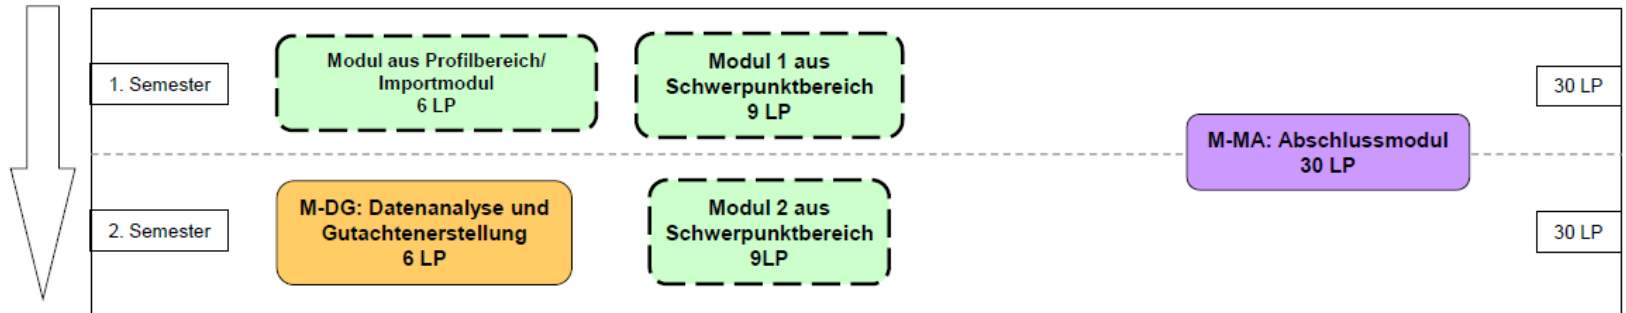 1. Semester
Modul aus Profilbereich/
Importmodul
6 LP
Modul 1 aus
Schwerpunktbereich
9 LP
30 LP
M-MA: Abschlussmodul
30 LP
2. Semester
M-DG: Datenanalyse und
Gutachtenerstellung
6 LP
Modul 2 aus
Schwerpunktbereich
9LP
30 LP